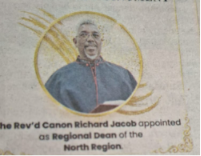 he Rev'd Canon Richard Jacob appointed
as Regional Dean of the
North Region.